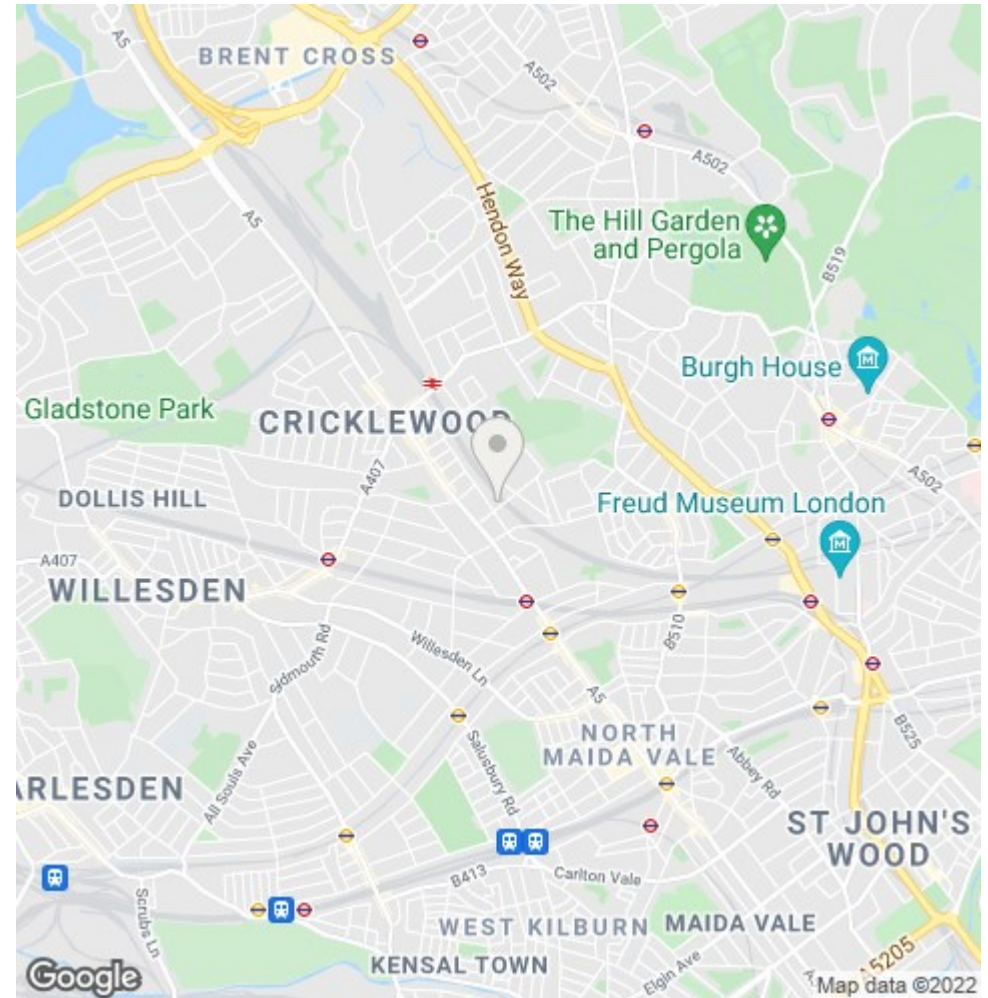 A5
BRENT CROSS
A502
A502
A5
Hendon Way
The Hill Garden
and Pergola
B519
Burgh House
Gladstone Park
CRICKLEWOOD
A407
A502
DOLLIS HILL
Freud Museum London
A407
WILLESDEN
B510
Sidmouth Rd
Willesden Ln
A5
B525
NORTH
MAIDA VALE
Salusbury Rd
Abbey Rd
All Souls Ave
ARLESDEN
ST JOHN'S
WOOD
B413
Carlton Vale
Scrubs Ln
WEST KILBURN
MAIDA VALE
KENSAL TOWN
Elgin Ave
A5205
Google
Map data ©2022